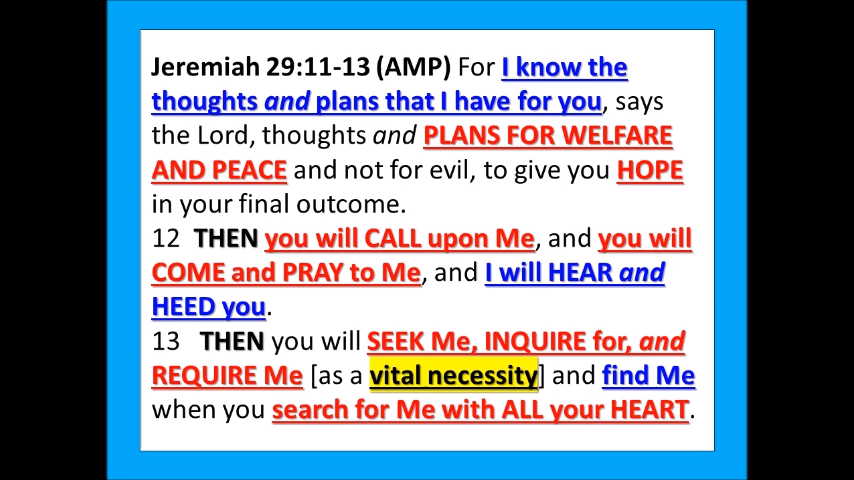 Jeremiah 29:11-13 (AMP) For I know the
thoughts and plans that I have for you, says
the Lord, thoughts and PLANS FOR WELFARE
AND PEACE and not for evil, to give you HOPE
in your final outcome.
12 THEN you will CALL upon Me, and you will
COME and PRAY to Me, and I will HEAR and
HEED you.
13 THEN you will SEEK Me, INQUIRE for, and
REQUIRE Me [as a vital necessity] and find Me
when you search for Me with ALL your HEART.